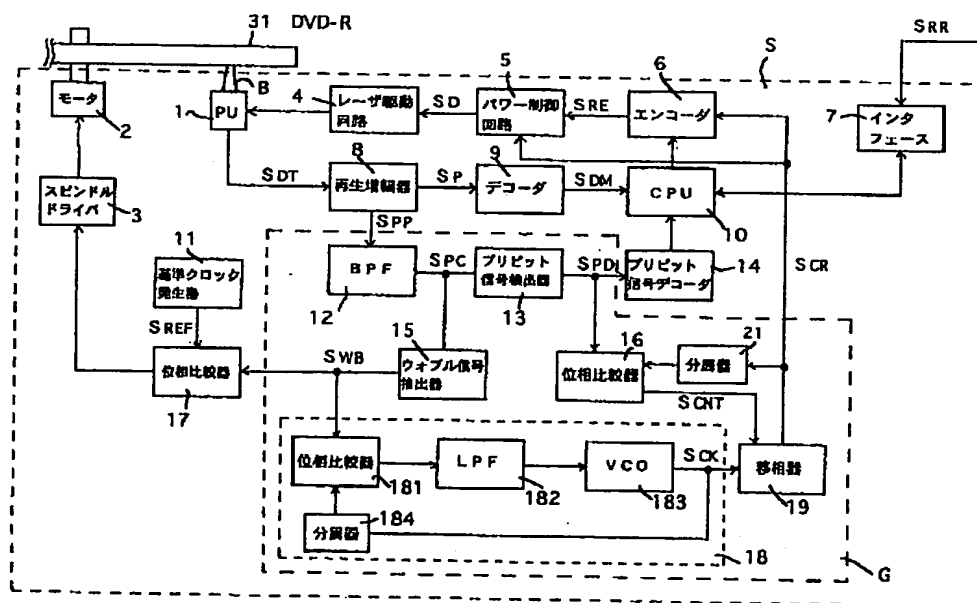 31 DVD-R
SRR
S
B
モータ
2
1
PU
4
レーザ駆動
回路
SD
5
パワー制御
回路
SRE
6
エンコーダ
7
インタ
フェース
スピンドル
ドライバ
3
SDT
8
再生増幅器
SP
9
デコーダ
SDM
CPU
10
SPP
11
基準クロック
発生器
BPF
12
SPC
プリピット
信号検出器
13
SPD
プリピット
信号デコーダ
14
SCR
SREF
位相比較器
17
SWB
15
ウォブル信号
抽出器
16
位相比較器
21
分周器
SCNT
位相比較器
181
LPF
182
VCO
183
SCK
移相器
19
分周器
184
18
G